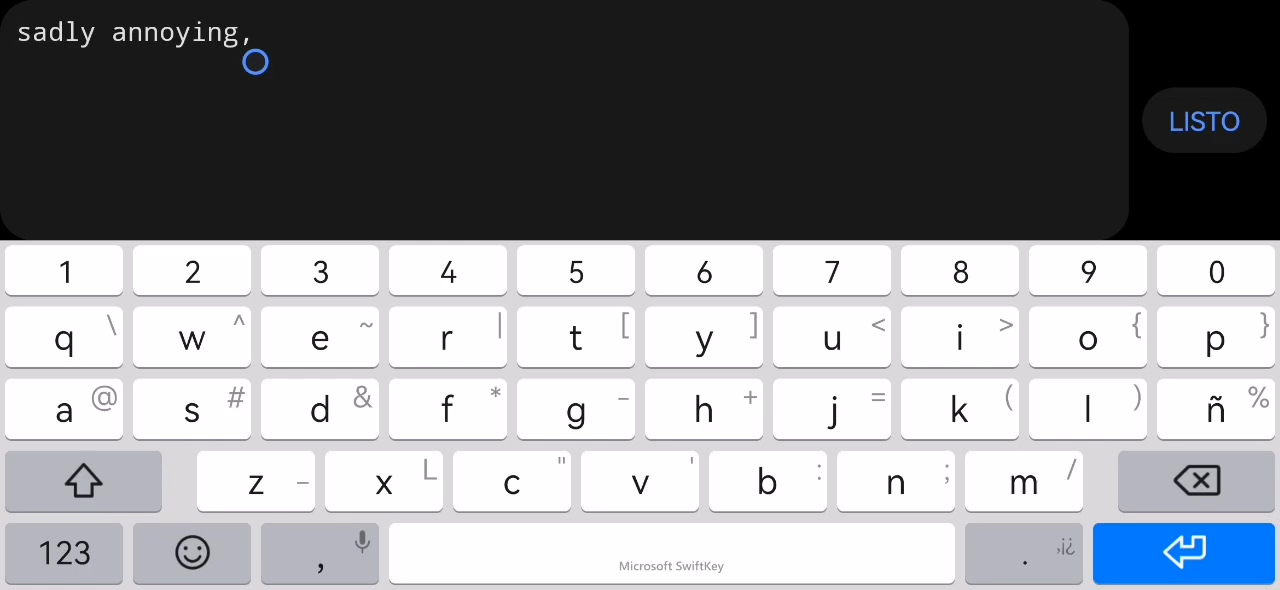 sadly annoying,
LISTO
1 2 3 4 5 6 7 8 9 0
q \ w ^ e ~ r | t [ y ] u < i > o { p }
a @ s # d & f * g - h + j = k ( l ) ñ %
z _ x L c " v ' b : n ; m /
123 , Microsoft SwiftKey . ,¡¿